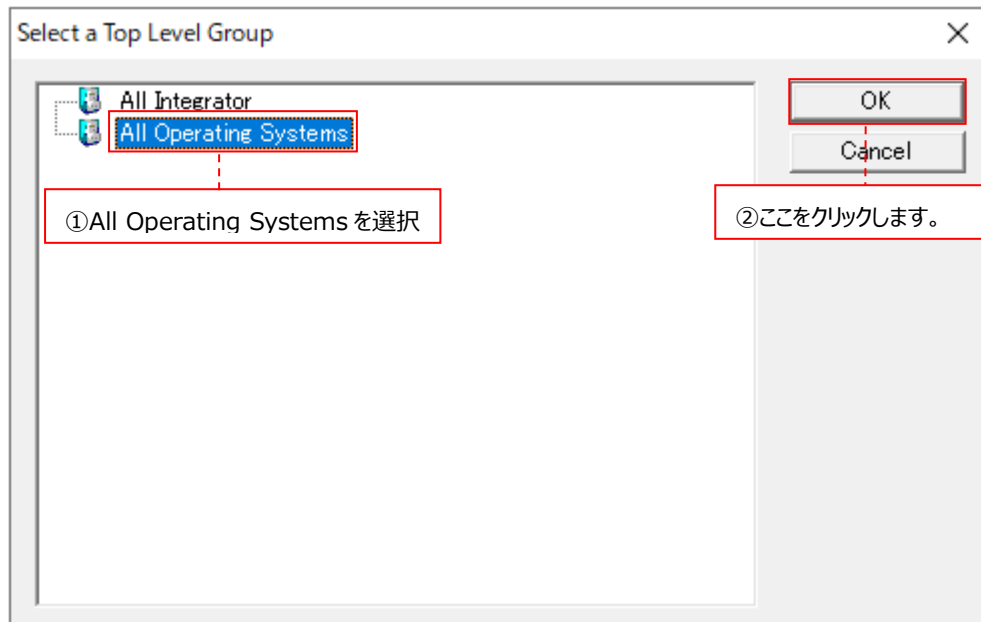 Select a Top Level Group
All Integrator
All Operating Systems
OK
Cancel
①All Operating Systems を選択
②ここをクリックします。